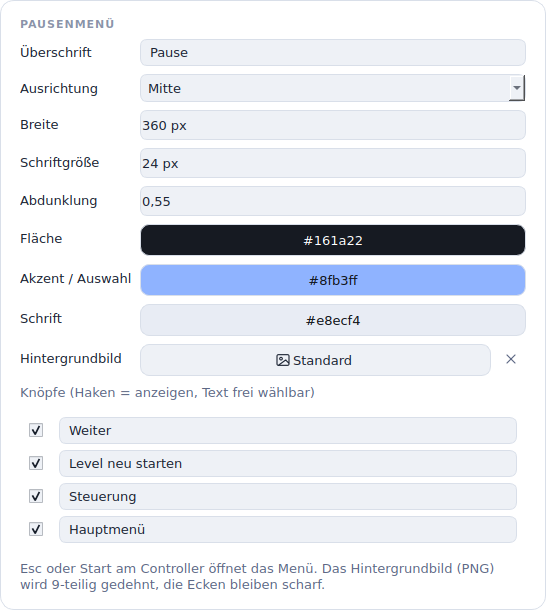 PAUSENMENÜ
Überschrift Pause
Ausrichtung Mitte
Breite 360 px
Schriftgröße 24 px
Abdunklung 0,55
Fläche #161a22
Akzent / Auswahl #8fb3ff
Schrift #e8ecf4
Hintergrundbild Standard
Knöpfe (Haken = anzeigen, Text frei wählbar)
Weiter
Level neu starten
Steuerung
Hauptmenü
Esc oder Start am Controller öffnet das Menü. Das Hintergrundbild (PNG)
wird 9-teilig gedehnt, die Ecken bleiben scharf.